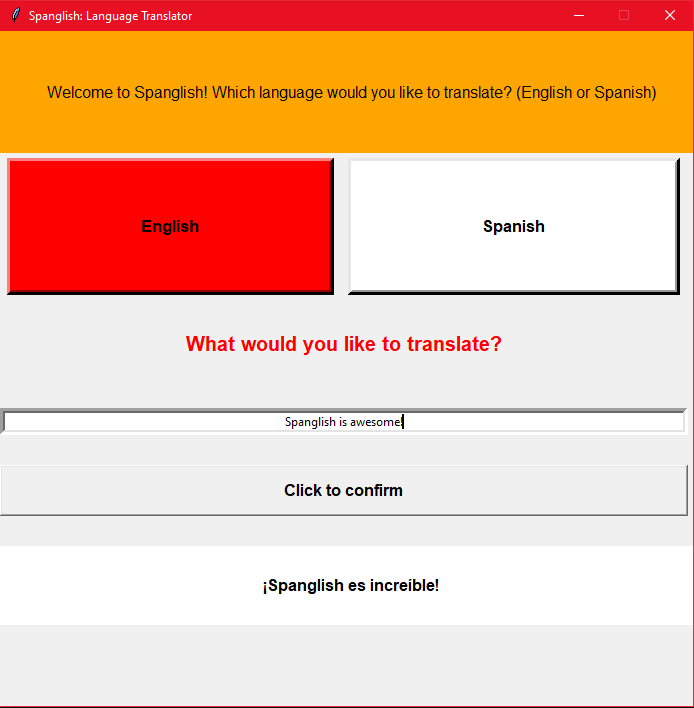 Spanglish: Language Translator
Welcome to Spanglish! Which language would you like to translate? (English or Spanish)
English
Spanish
What would you like to translate?
Spanglish is awesome!
Click to confirm
¡Spanglish es increíble!